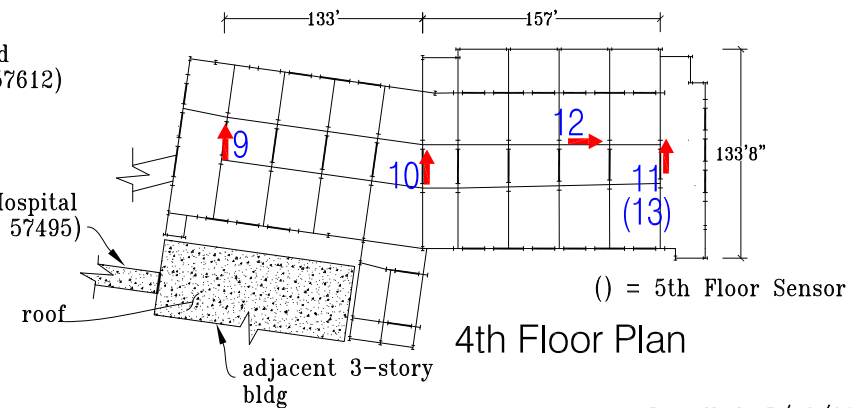 133'
157'
57612)
9
12
10
11
(13)
133'8"
Hospital
57495)
() = 5th Floor Sensor
roof
4th Floor Plan
adjacent 3-story
bldg